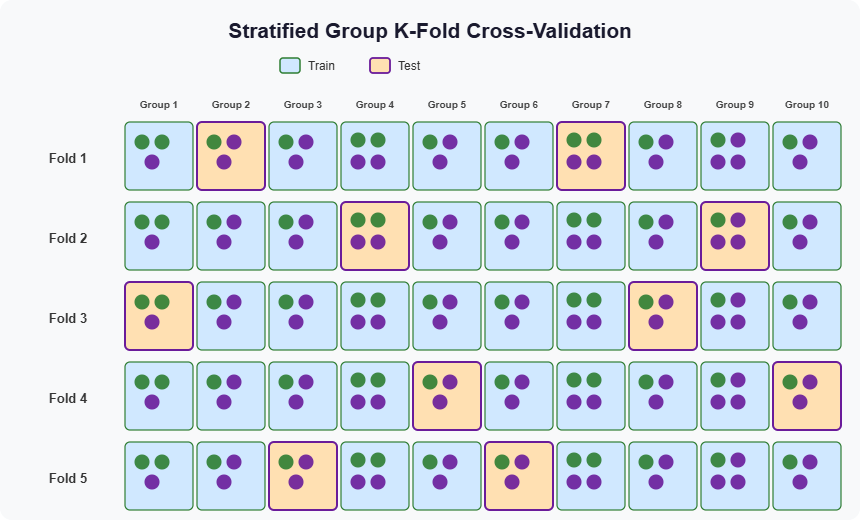 Stratified Group K-Fold Cross-Validation
Train Test
Group 1 Group 2 Group 3 Group 4 Group 5 Group 6 Group 7 Group 8 Group 9 Group 10
Fold 1
Fold 2
Fold 3
Fold 4
Fold 5